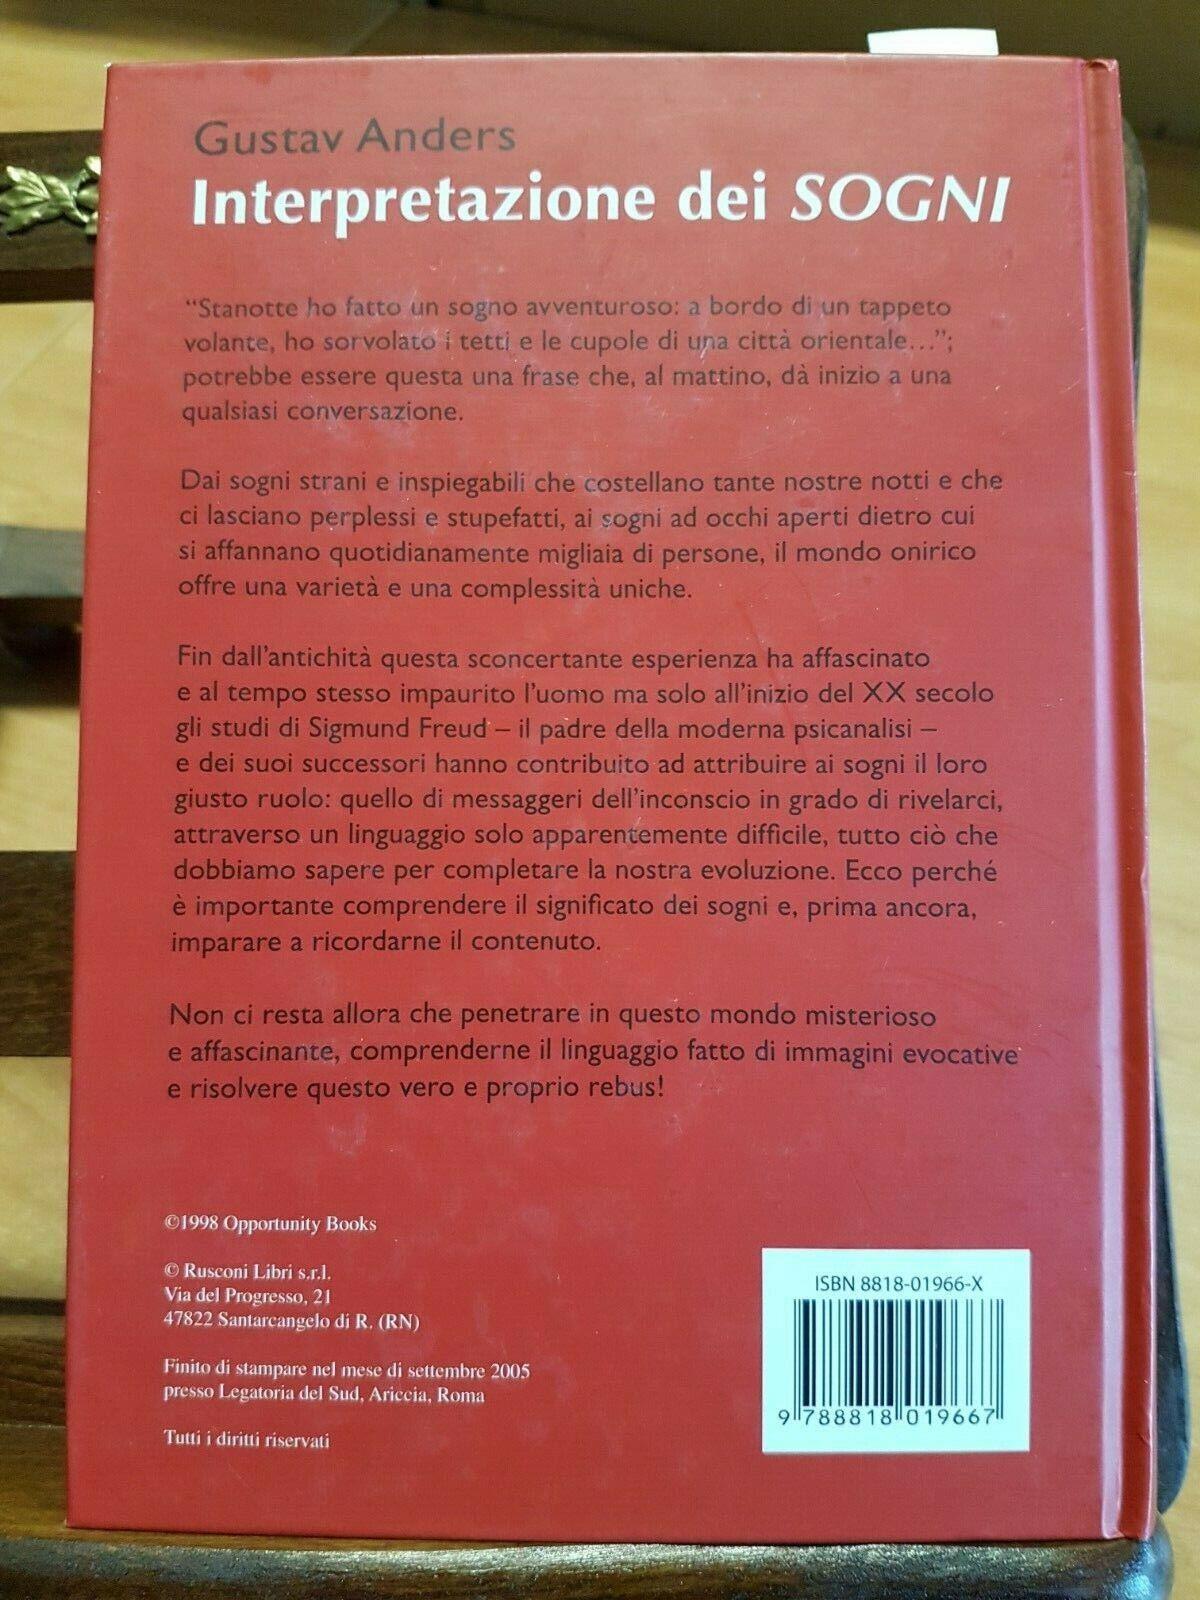 Gustav Anders
Interpretazione dei SOGNI
“Stanotte ho fatto un sogno avventuroso: a bordo di un tappeto
volante, ho sorvolato i tetti e le cupole di una città orientale...”;
potrebbe essere questa una frase che, al mattino, dà inizio a una
qualsiasi conversazione.
Dai sogni strani e inspiegabili che costellano tante nostre notti e che
ci lasciano perplessi e stupefatti, ai sogni ad occhi aperti dietro cui
si affannano quotidianamente migliaia di persone, il mondo onirico
offre una varietà e una complessità uniche.
Fin dall'antichità questa sconcertante esperienza ha affascinato
e al tempo stesso impaurito l'uomo ma solo all'inizio del XX secolo
gli studi di Sigmund Freud – il padre della moderna psicanalisi –
e dei suoi successori hanno contribuito ad attribuire ai sogni il loro
giusto ruolo: quello di messaggeri dell'inconscio in grado di rivelarci,
attraverso un linguaggio solo apparentemente difficile, tutto ciò che
dobbiamo sapere per completare la nostra evoluzione. Ecco perché
è importante comprendere il significato dei sogni e, prima ancora,
imparare a ricordarne il contenuto.
Non ci resta allora che penetrare in questo mondo misterioso
e affascinante, comprenderne il linguaggio fatto di immagini evocative
e risolvere questo vero e proprio rebus!
©1998 Opportunity Books
© Rusconi Libri s.r.l.
Via del Progresso, 21
47822 Santarcangelo di R. (RN)
Finito di stampare nel mese di settembre 2005
presso Legatoria del Sud, Ariccia, Roma
Tutti i diritti riservati
ISBN 8818-01966-X
9 788818 019667